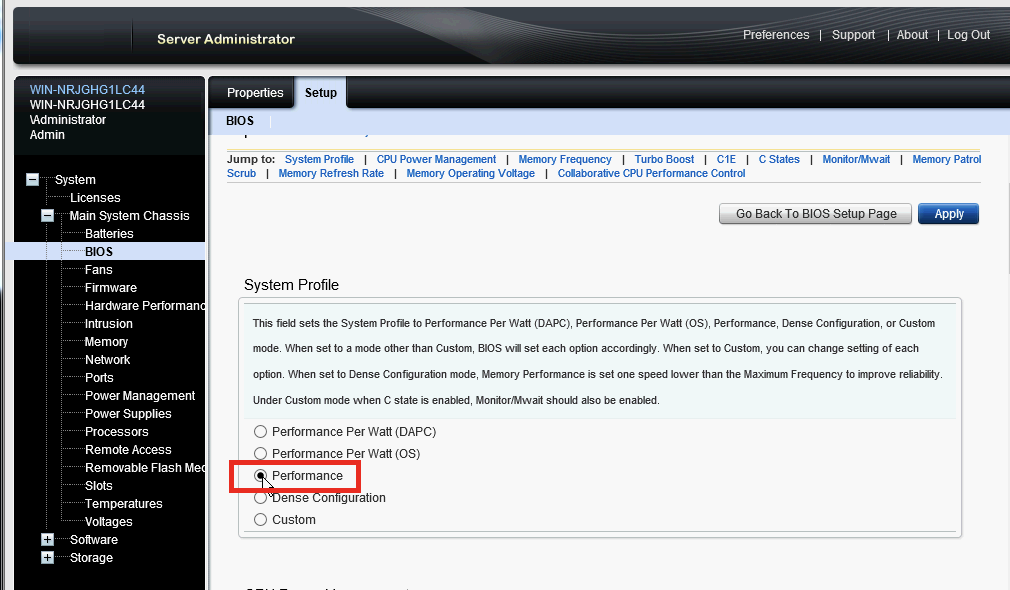 Server Administrator
Preferences | Support | About | Log Out
WIN-NRJGHG1LC44
WIN-NRJGHG1LC44
\Administrator
Admin
Properties
Setup
BIOS
Jump to: System Profile | CPU Power Management | Memory Frequency | Turbo Boost | C1E | C States | Monitor/Mwait | Memory Patrol
Scrub | Memory Refresh Rate | Memory Operating Voltage | Collaborative CPU Performance Control
System
Licenses
Main System Chassis
Batteries
BIOS
Fans
Firmware
Hardware Performanc
Intrusion
Memory
Network
Ports
Power Management
Power Supplies
Processors
Remote Access
Removable Flash Med
Slots
Temperatures
Voltages
Software
Storage
Go Back To BIOS Setup Page
Apply
System Profile
This field sets the System Profile to Performance Per Watt (DAPC), Performance Per Watt (OS), Performance, Dense Configuration, or Custom
mode. When set to a mode other than Custom, BIOS will set each option accordingly. When set to Custom, you can change setting of each
option. When set to Dense Configuration mode, Memory Performance is set one speed lower than the Maximum Frequency to improve reliability.
Under Custom mode when C state is enabled, Monitor/Mwait should also be enabled.
Performance Per Watt (DAPC)
Performance Per Watt (OS)
Performance
Dense Configuration
Custom